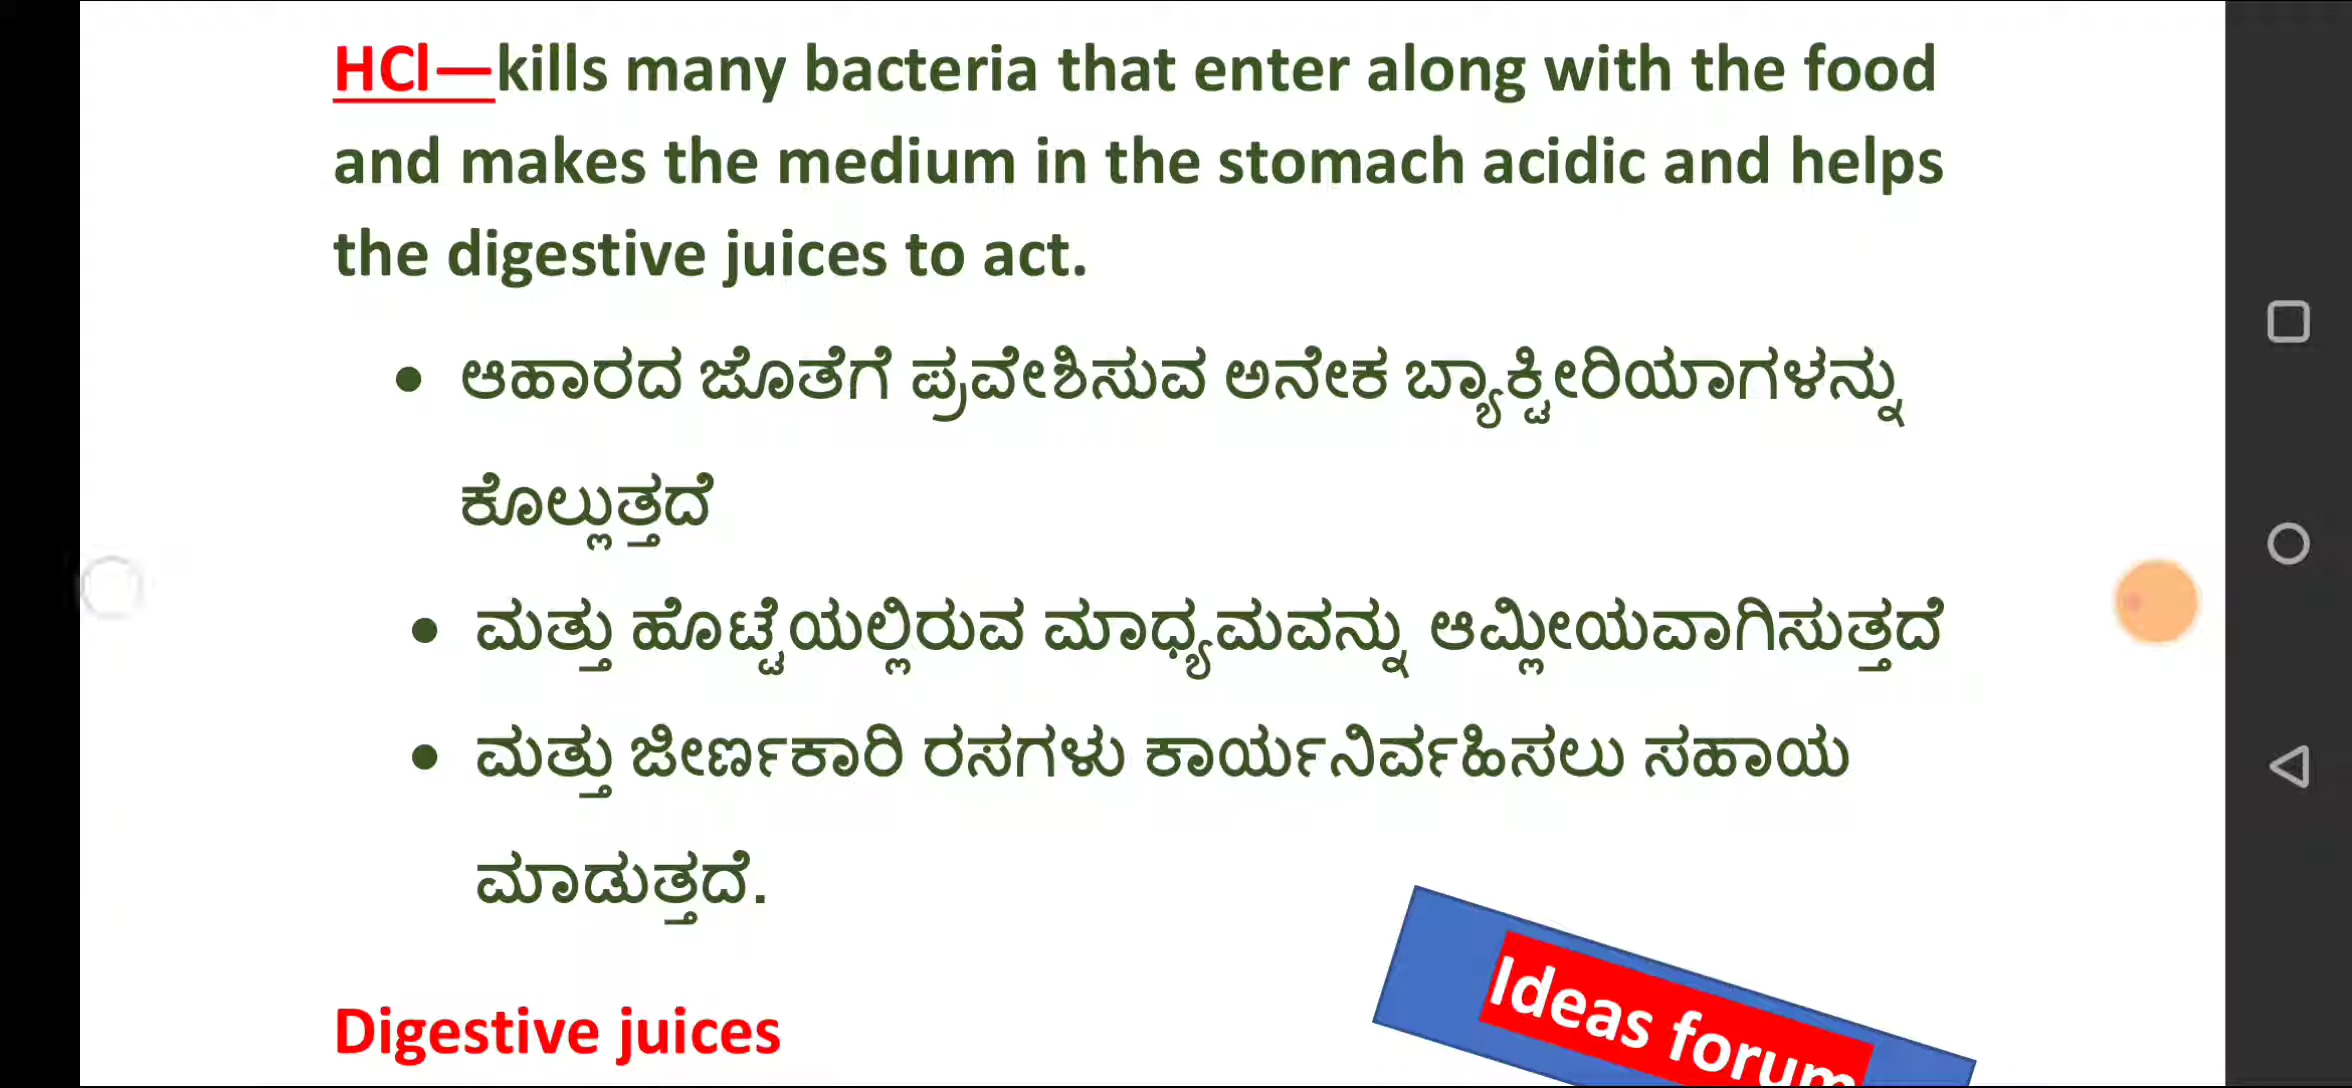 HCl—kills many bacteria that enter along with the food
and makes the medium in the stomach acidic and helps
the digestive juices to act.
• ಆಹಾರದ ಜೊತೆಗೆ ಪ್ರವೇಶಿಸುವ ಅನೇಕ ಬ್ಯಾಕ್ಟೀರಿಯಾಗಳನ್ನು
ಕೊಲ್ಲುತ್ತದೆ
• ಮತ್ತು ಹೊಟ್ಟೆಯಲ್ಲಿರುವ ಮಾಧ್ಯಮವನ್ನು ಆಮ್ಲೀಯವಾಗಿಸುತ್ತದೆ
• ಮತ್ತು ಜೀರ್ಣಕಾರಿ ರಸಗಳು ಕಾರ್ಯನಿರ್ವಹಿಸಲು ಸಹಾಯ
ಮಾಡುತ್ತದೆ.
Digestive juices
Ideas forum